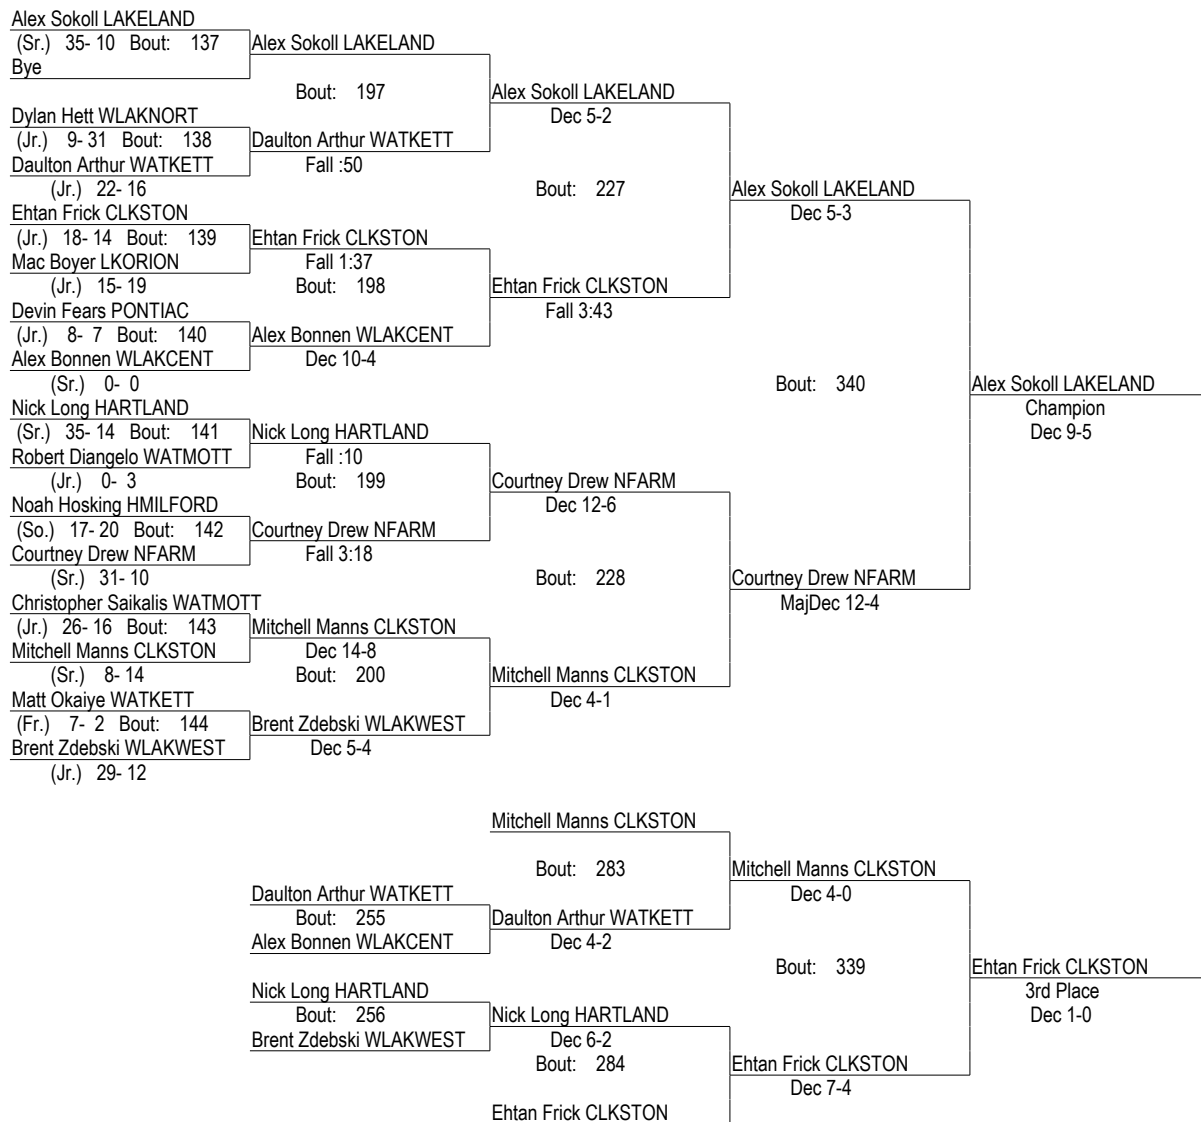 Alex Sokoll LAKELAND
(Sr.) 35- 10 Bout: 137
Alex Sokoll LAKELAND
Bye
Bout: 197
Alex Sokoll LAKELAND
Dylan Hett WLAKNORT
Dec 5-2
(Jr.) 9- 31 Bout: 138
Daulton Arthur WATKETT
Daulton Arthur WATKETT
Fall :50
(Jr.) 22- 16
Bout: 227
Alex Sokoll LAKELAND
Ehtan Frick CLKSTON
Dec 5-3
(Jr.) 18- 14 Bout: 139
Ehtan Frick CLKSTON
Mac Boyer LKORION
Fall 1:37
(Jr.) 15- 19
Bout: 198
Ehtan Frick CLKSTON
Devin Fears PONTIAC
Fall 3:43
(Jr.) 8- 7 Bout: 140
Alex Bonnen WLAKCENT
Alex Bonnen WLAKCENT
Dec 10-4
(Sr.) 0- 0
Bout: 340
Alex Sokoll LAKELAND
Nick Long HARTLAND
Champion
(Sr.) 35- 14 Bout: 141
Nick Long HARTLAND
Dec 9-5
Robert Diangelo WATMOTT
Fall :10
(Jr.) 0- 3
Bout: 199
Courtney Drew NFARM
Noah Hosking HMILFORD
Dec 12-6
(So.) 17- 20 Bout: 142
Courtney Drew NFARM
Courtney Drew NFARM
Fall 3:18
(Sr.) 31- 10
Bout: 228
Courtney Drew NFARM
Christopher Saikalis WATMOTT
MajDec 12-4
(Jr.) 26- 16 Bout: 143
Mitchell Manns CLKSTON
Mitchell Manns CLKSTON
Dec 14-8
(Sr.) 8- 14
Bout: 200
Mitchell Manns CLKSTON
Matt Okaiye WATKETT
Dec 4-1
(Fr.) 7- 2 Bout: 144
Brent Zdebski WLAKWEST
Brent Zdebski WLAKWEST
Dec 5-4
(Jr.) 29- 12
Mitchell Manns CLKSTON
Bout: 283
Mitchell Manns CLKSTON
Daulton Arthur WATKETT
Dec 4-0
Bout: 255
Daulton Arthur WATKETT
Alex Bonnen WLAKCENT
Dec 4-2
Bout: 339
Ehtan Frick CLKSTON
Nick Long HARTLAND
3rd Place
Bout: 256
Nick Long HARTLAND
Dec 1-0
Brent Zdebski WLAKWEST
Dec 6-2
Bout: 284
Ehtan Frick CLKSTON
Dec 7-4
Ehtan Frick CLKSTON